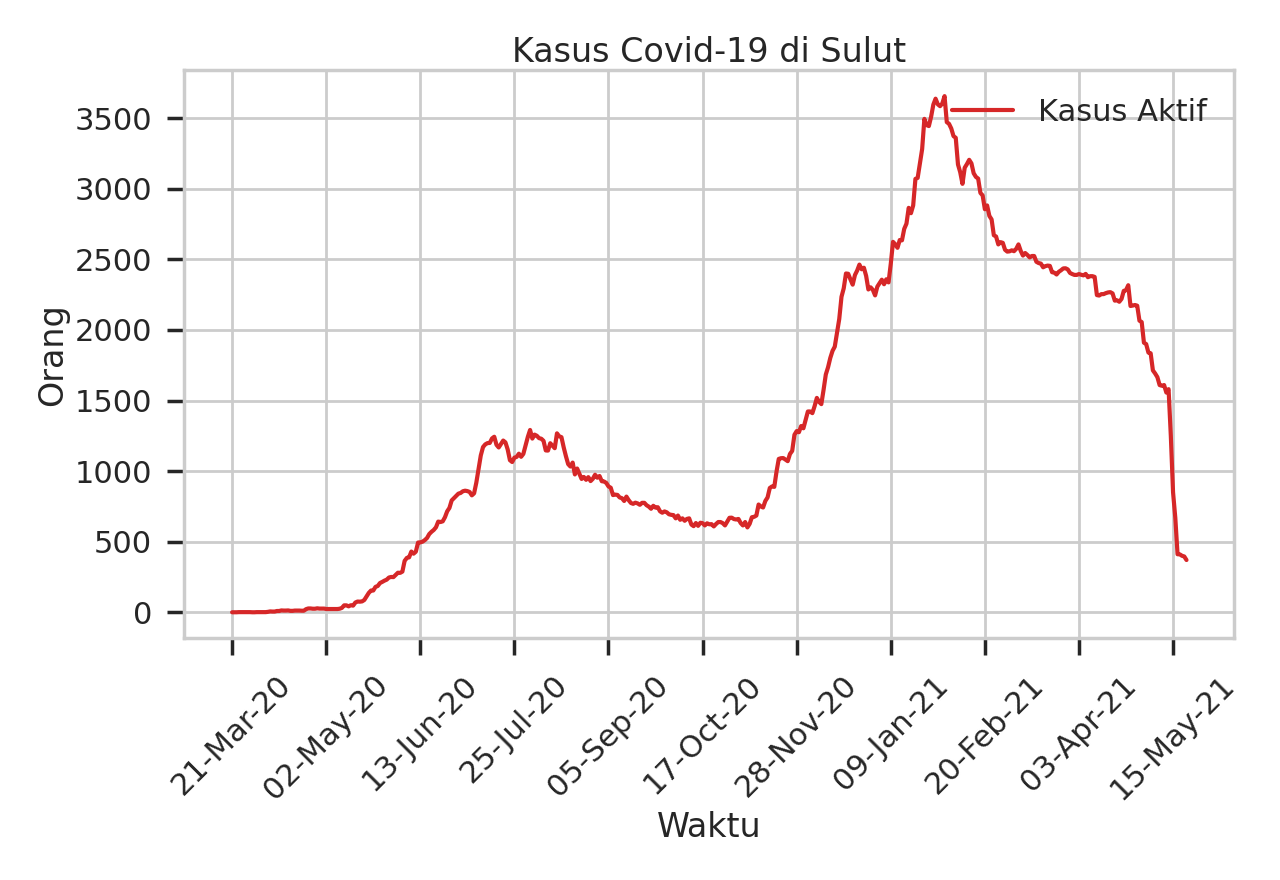 Kasus Covid-19 di Sulut
Kasus Aktif
Orang
3500
3000
2500
2000
1500
1000
500
0
21-Mar-20
02-May-20
13-Jun-20
25-Jul-20
05-Sep-20
17-Oct-20
28-Nov-20
09-Jan-21
20-Feb-21
03-Apr-21
15-May-21
Waktu